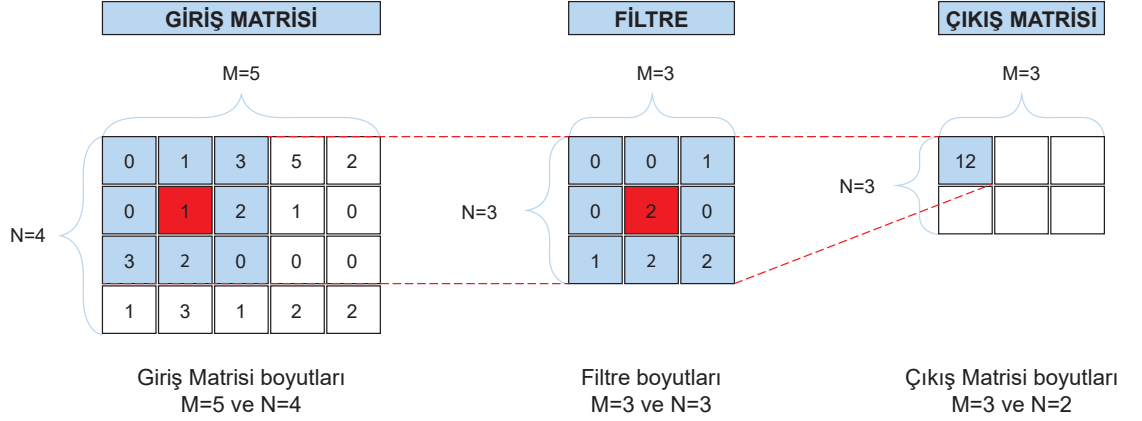 GİRİŞ MATRİSİ FİLTRE ÇIKIŞ MATRİSİ
M=5 M=3 M=3
0 1 3 5 2 0 0 1 12
N=4 0 1 2 1 0 N=3 0 2 0 N=3
3 2 0 0 0 1 2 2
1 3 1 2 2
Giriş Matrisi boyutları Filtre boyutları Çıkış Matrisi boyutları
M=5 ve N=4 M=3 ve N=3 M=3 ve N=2